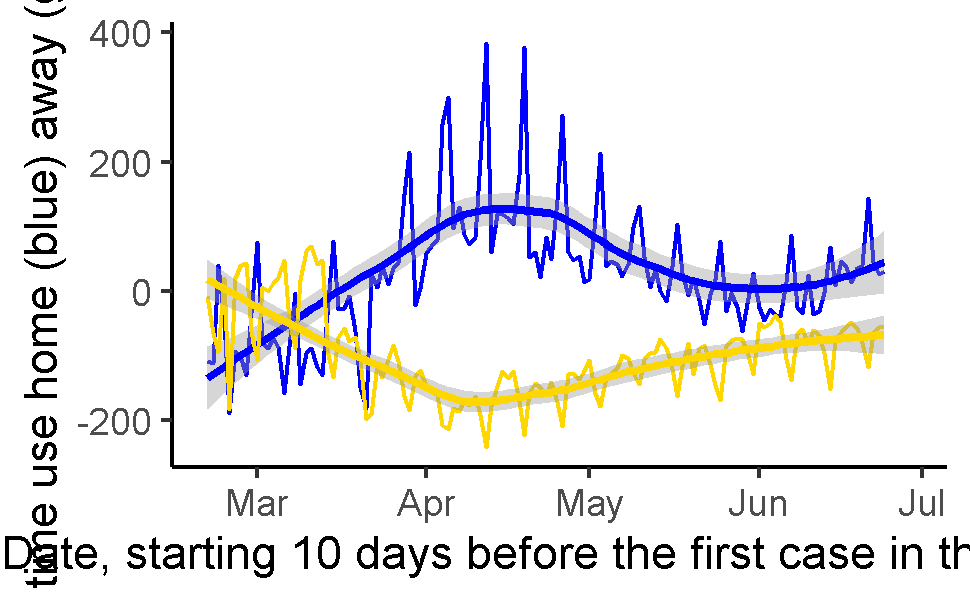 time use home (blue) away (
400
200
0
-200
Mar Apr May Jun Jul
Date, starting 10 days before the first case in th